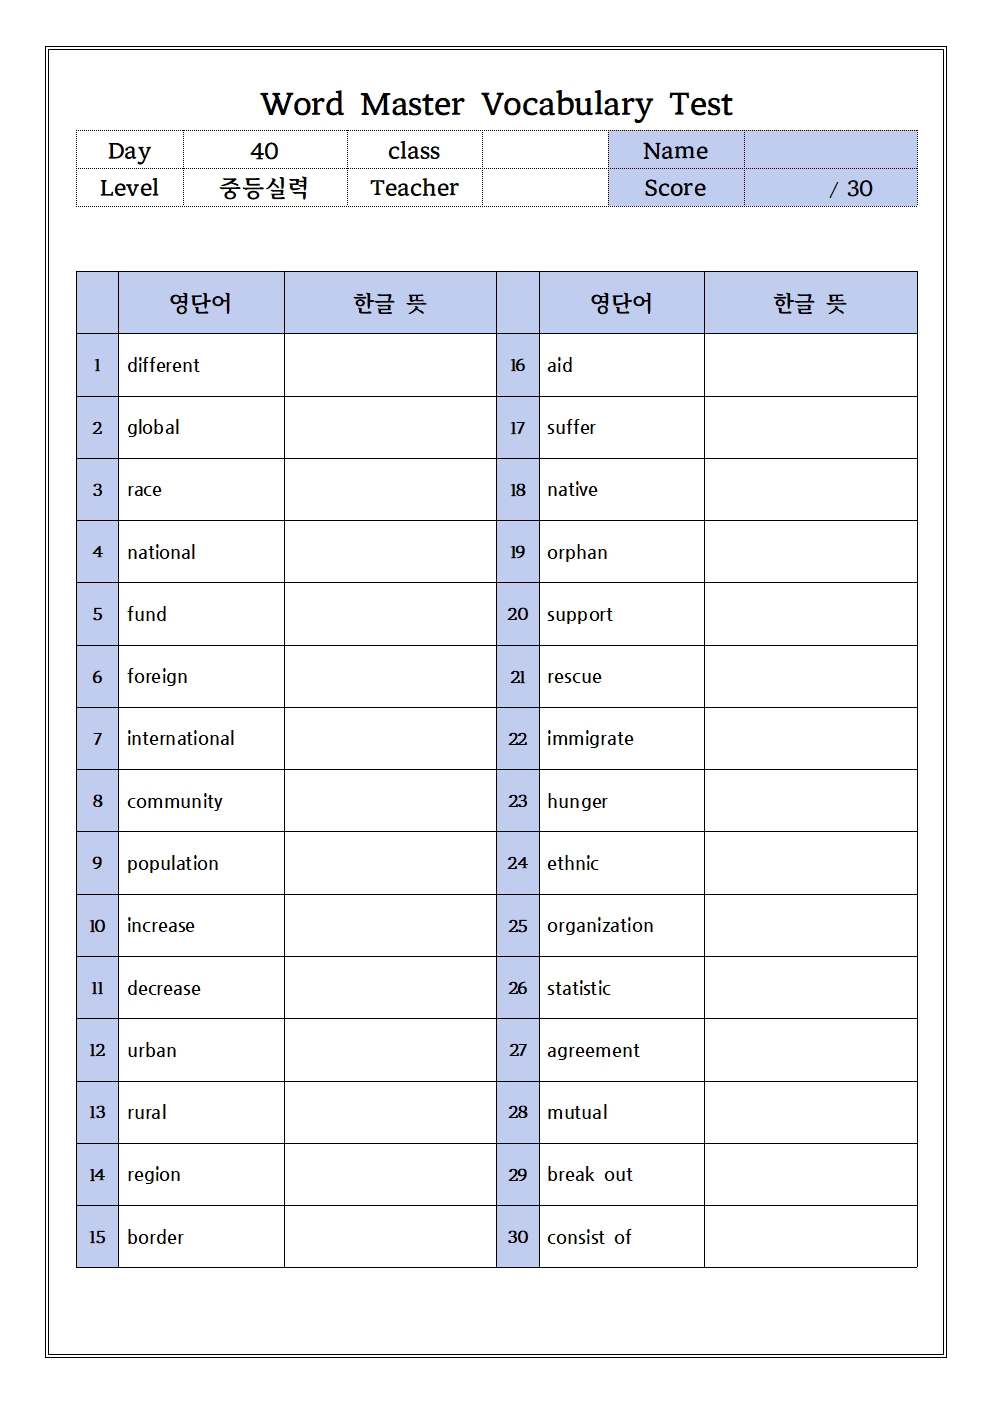 Word Master Vocabulary Test
Day 40 class Name
Level 중등실력 Teacher Score / 30
영단어 한글 뜻 영단어 한글 뜻
1 different 16 aid
2 global 17 suffer
3 race 18 native
4 national 19 orphan
5 fund 20 support
6 foreign 21 rescue
7 international 22 immigrate
8 community 23 hunger
9 population 24 ethnic
10 increase 25 organization
11 decrease 26 statistic
12 urban 27 agreement
13 rural 28 mutual
14 region 29 break out
15 border 30 consist of